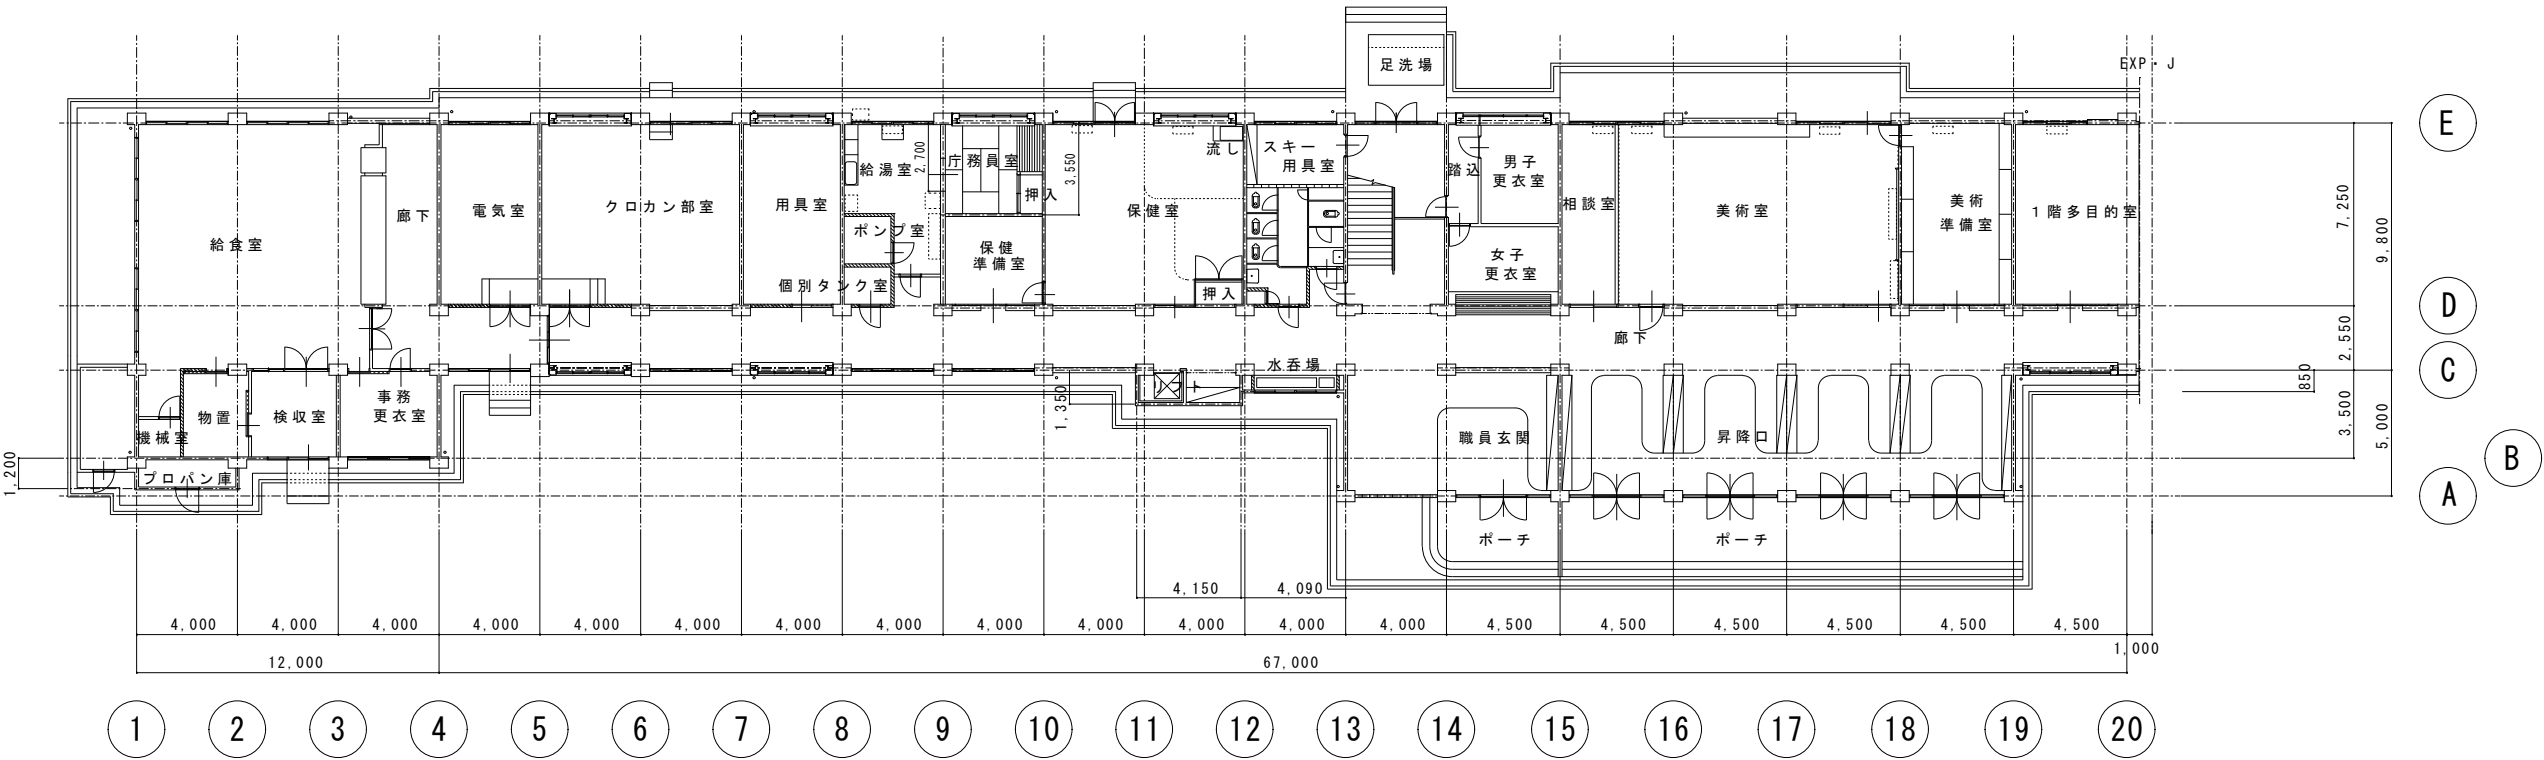 足洗場
EXP・J
E
流し
スキー
用具室
踏込
男子
更衣室
給湯室
2,700
庁務員室
3,550
押入
廊下
電気室
クロカン部室
用具室
保健室
相談室
美術室
美術
準備室
1階多目的室
7,250
9,800
給食室
ポンプ室
保健
準備室
女子
更衣室
個別タンク室
押入
D
廊下
2,550
水呑場
C
850
リフト
1,350
事務
更衣室
物置
検収室
機械室
職員玄関
昇降口
3,500
5,000
B
プロパン庫
1,200
A
ポーチ
ポーチ
4,150
4,090
4,000
4,000
4,000
4,000
4,000
4,000
4,000
4,000
4,000
4,000
4,000
4,000
4,000
4,500
4,500
4,500
4,500
4,500
4,500
1,000
12,000
67,000
1
2
3
4
5
6
7
8
9
10
11
12
13
14
15
16
17
18
19
20